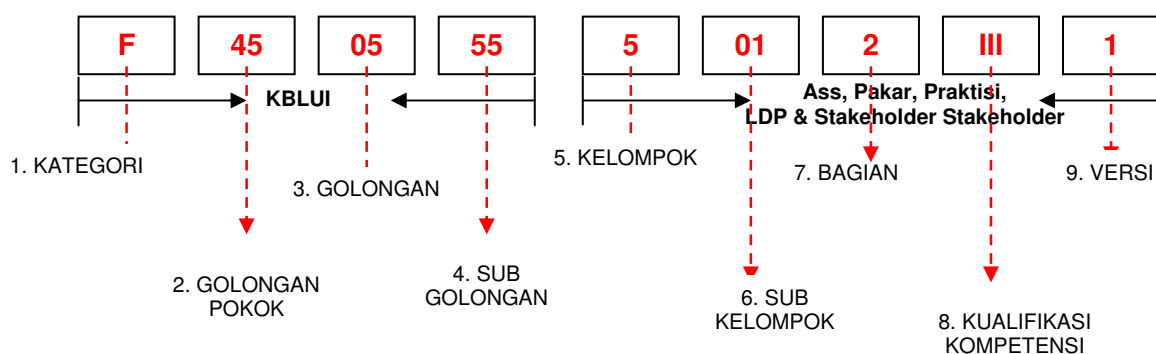 F 45 05 55 5 01 2 III 1
KBLUI
Ass, Pakar, Praktisi,
LDP & Stakeholder Stakeholder
1. KATEGORI
5. KELOMPOK
7. BAGIAN
9. VERSI
3. GOLONGAN
2. GOLONGAN
POKOK
4. SUB
GOLONGAN
6. SUB
KELOMPOK
8. KUALIFIKASI
KOMPETENSI